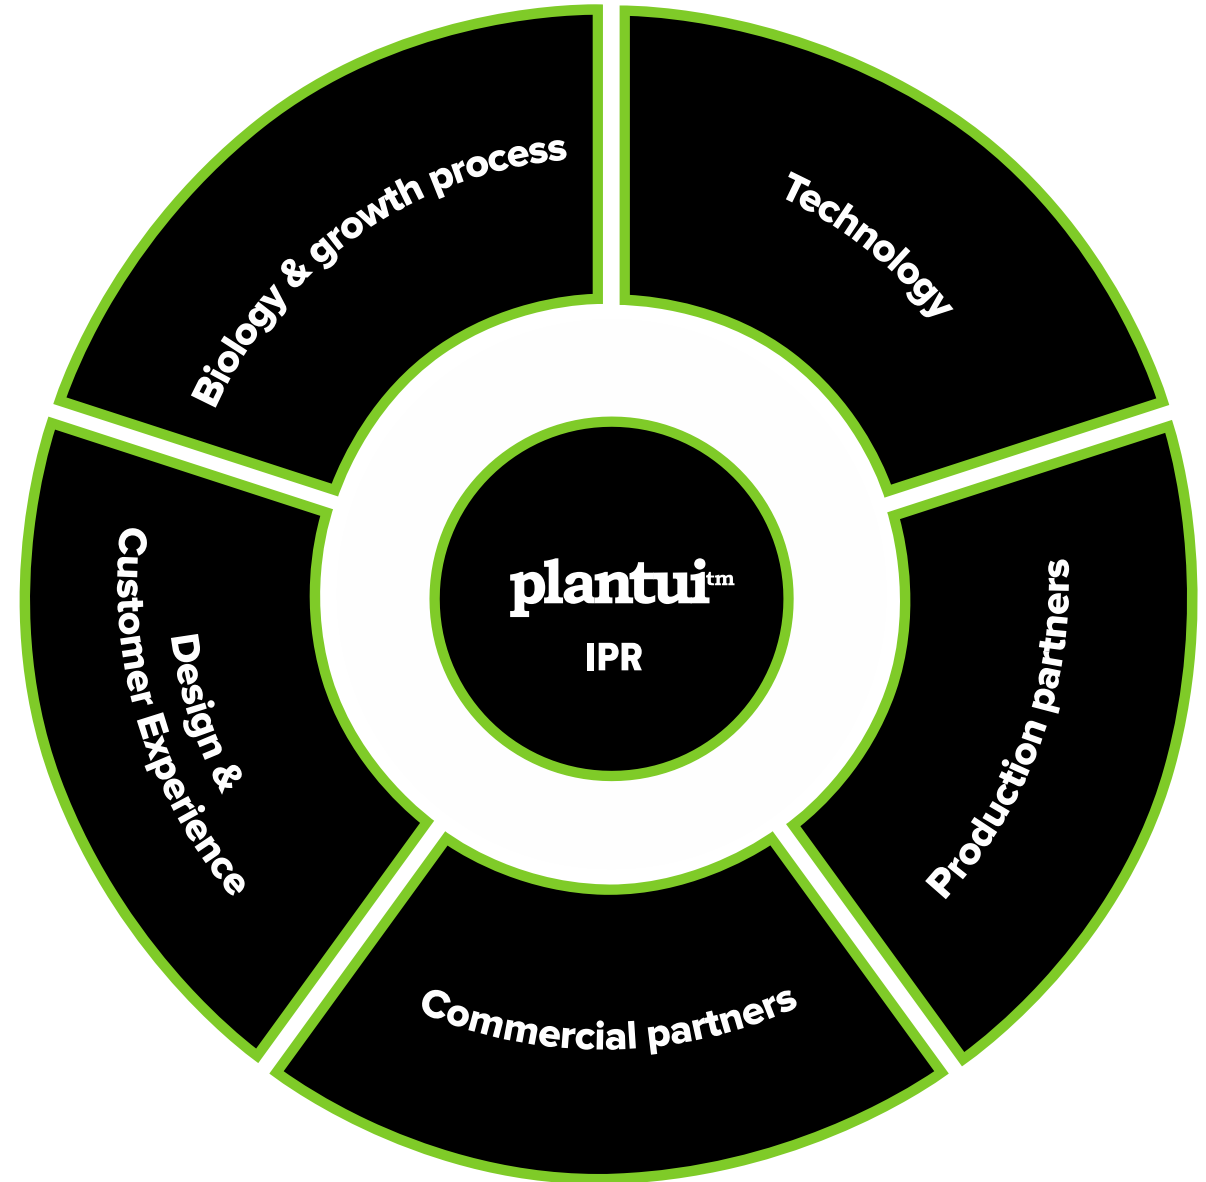 Biology & growth process
Technology
plantui™
IPR
Design &
Customer Experience
Production partners
Commercial partners